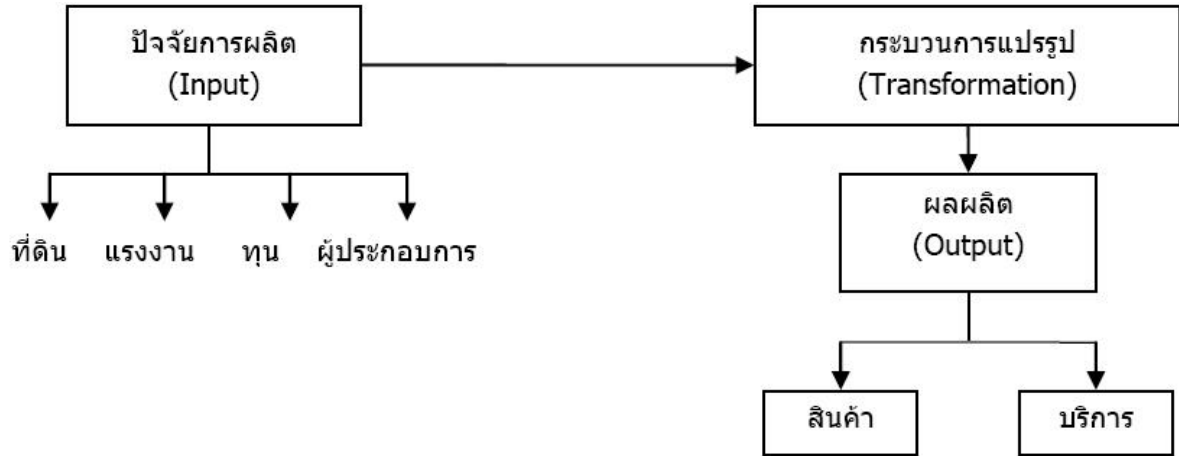 ปัจจัยการผลิต
(Input)
กระบวนการแปรรูป
(Transformation)
ที่ดิน แรงงาน ทุน ผู้ประกอบการ
ผลผลิต
(Output)
สินค้า บริการ